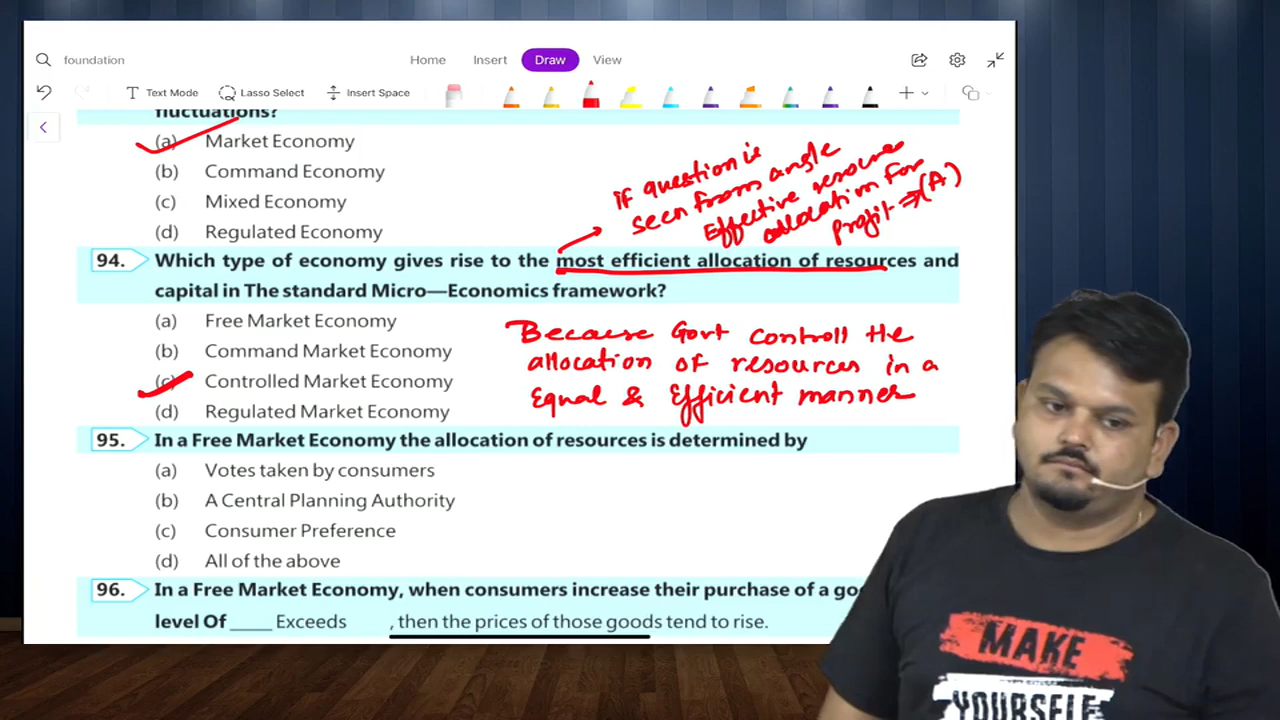 foundation
Home Insert Draw View
Text Mode Lasso Select Insert Space
fluctuations?
(a) Market Economy
(b) Command Economy
(c) Mixed Economy
(d) Regulated Economy
if question is
seen from angle
Effective resources
allocation for
Profit ⇒ (A)
94. Which type of economy gives rise to the most efficient allocation of resources and
capital in The standard Micro—Economics framework?
(a) Free Market Economy
(b) Command Market Economy
(c) Controlled Market Economy
(d) Regulated Market Economy
Because Govt controll the
allocation of resources in a
Equal & Efficient manner
95. In a Free Market Economy the allocation of resources is determined by
(a) Votes taken by consumers
(b) A Central Planning Authority
(c) Consumer Preference
(d) All of the above
96. In a Free Market Economy, when consumers increase their purchase of a
level Of ____ Exceeds , then the prices of those goods tend to rise.
MAKE
YOURSELF